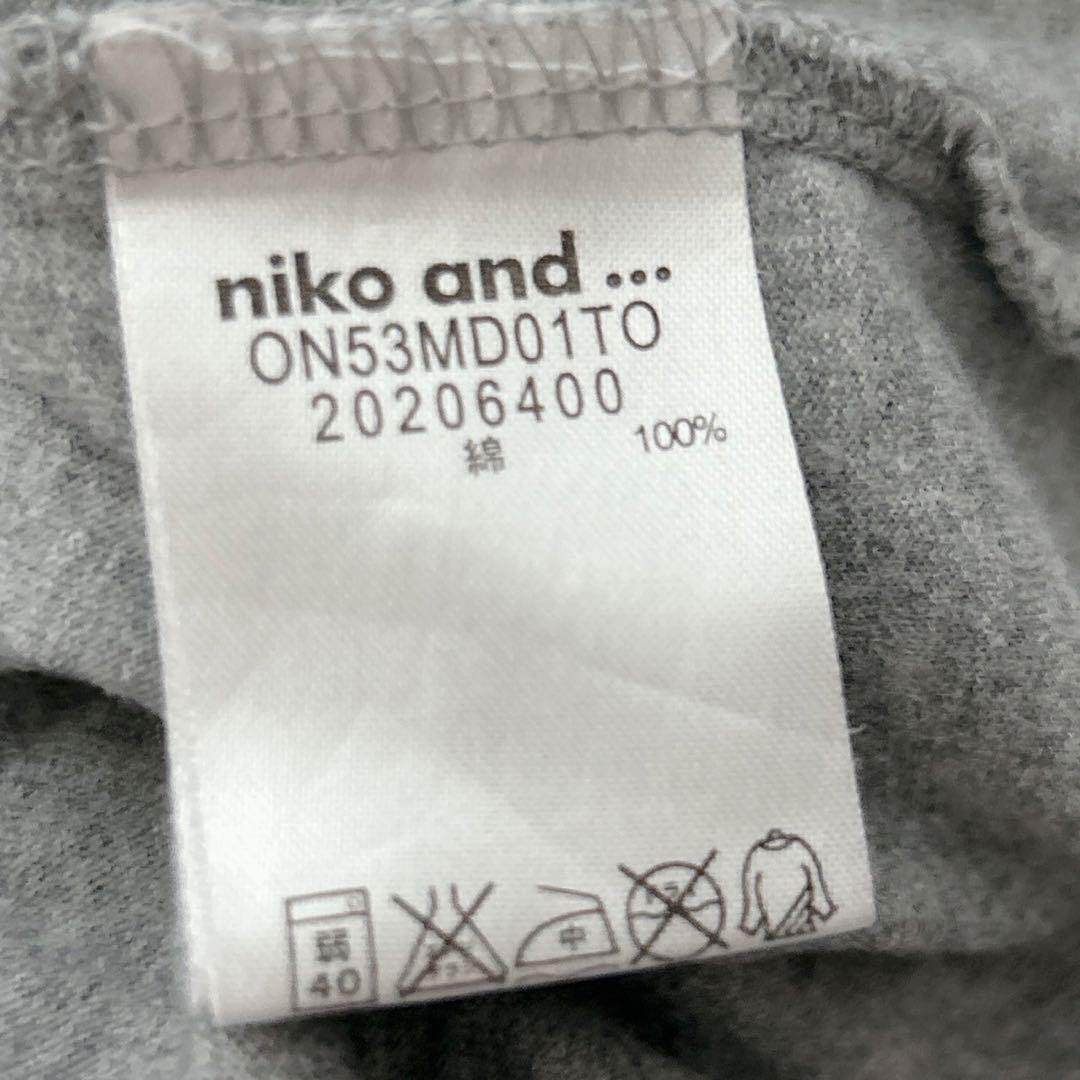 niko and ...
ON53MD01TO
20206400
綿 100%
弱
40
中